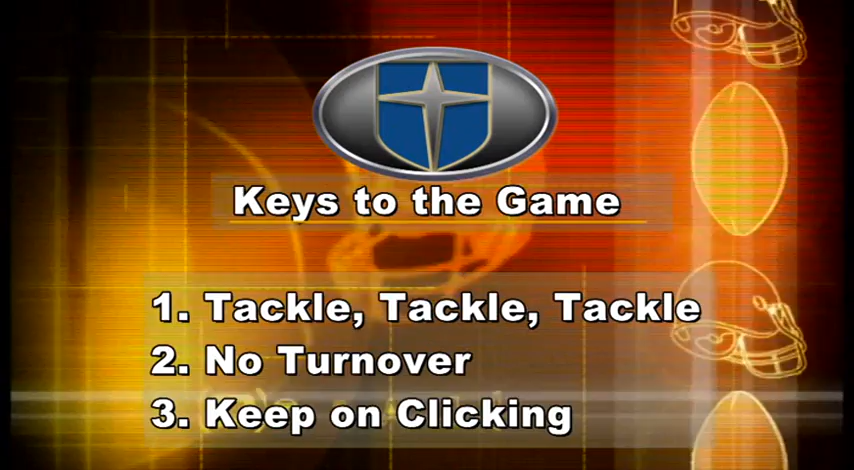 Keys to the Game
1. Tackle, Tackle, Tackle
2. No Turnover
3. Keep on Clicking